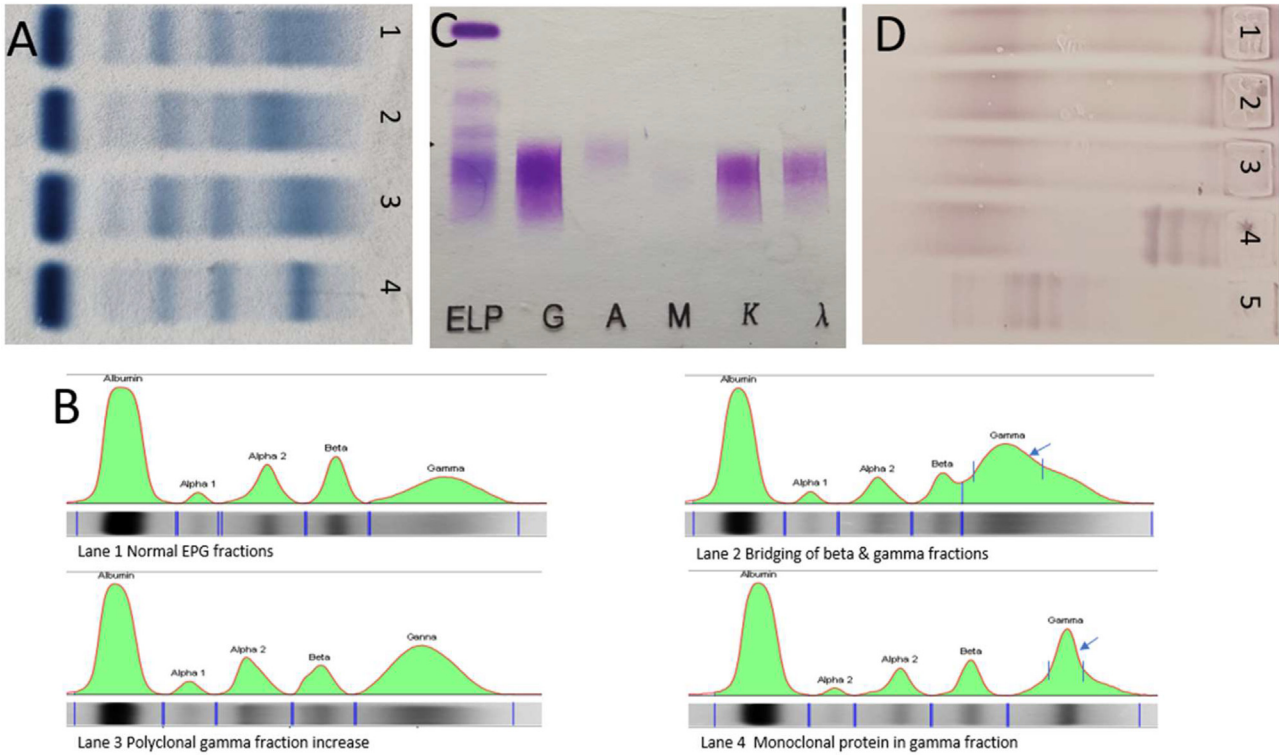 A
1
2
3
4
C
ELP G A M K λ
D
1
2
3
4
5
B
Albumin
Alpha 1
Alpha 2
Beta
Gamma
Lane 1 Normal EPG fractions
Albumin
Alpha 1
Alpha 2
Beta
Gamma
Lane 2 Bridging of beta & gamma fractions
Albumin
Alpha 1
Alpha 2
Beta
Ganna
Lane 3 Polyclonal gamma fraction increase
Albumin
Alpha 2
Alpha 2
Beta
Gamma
Lane 4 Monoclonal protein in gamma fraction